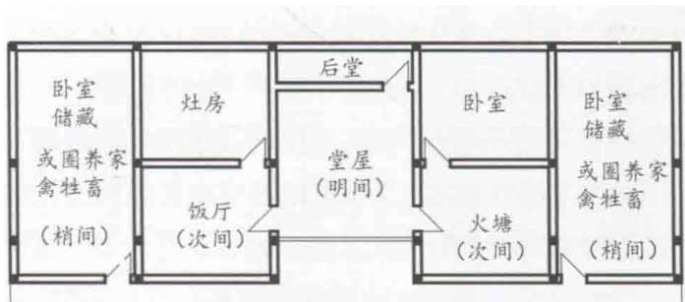 卧室
储藏
或圈养家
禽牲畜
(梢间)
灶房
饭厅
(次间)
后堂
堂屋
(明间)
卧室
火塘
(次间)
卧室
储藏
或圈养家
禽牲畜
(梢间)